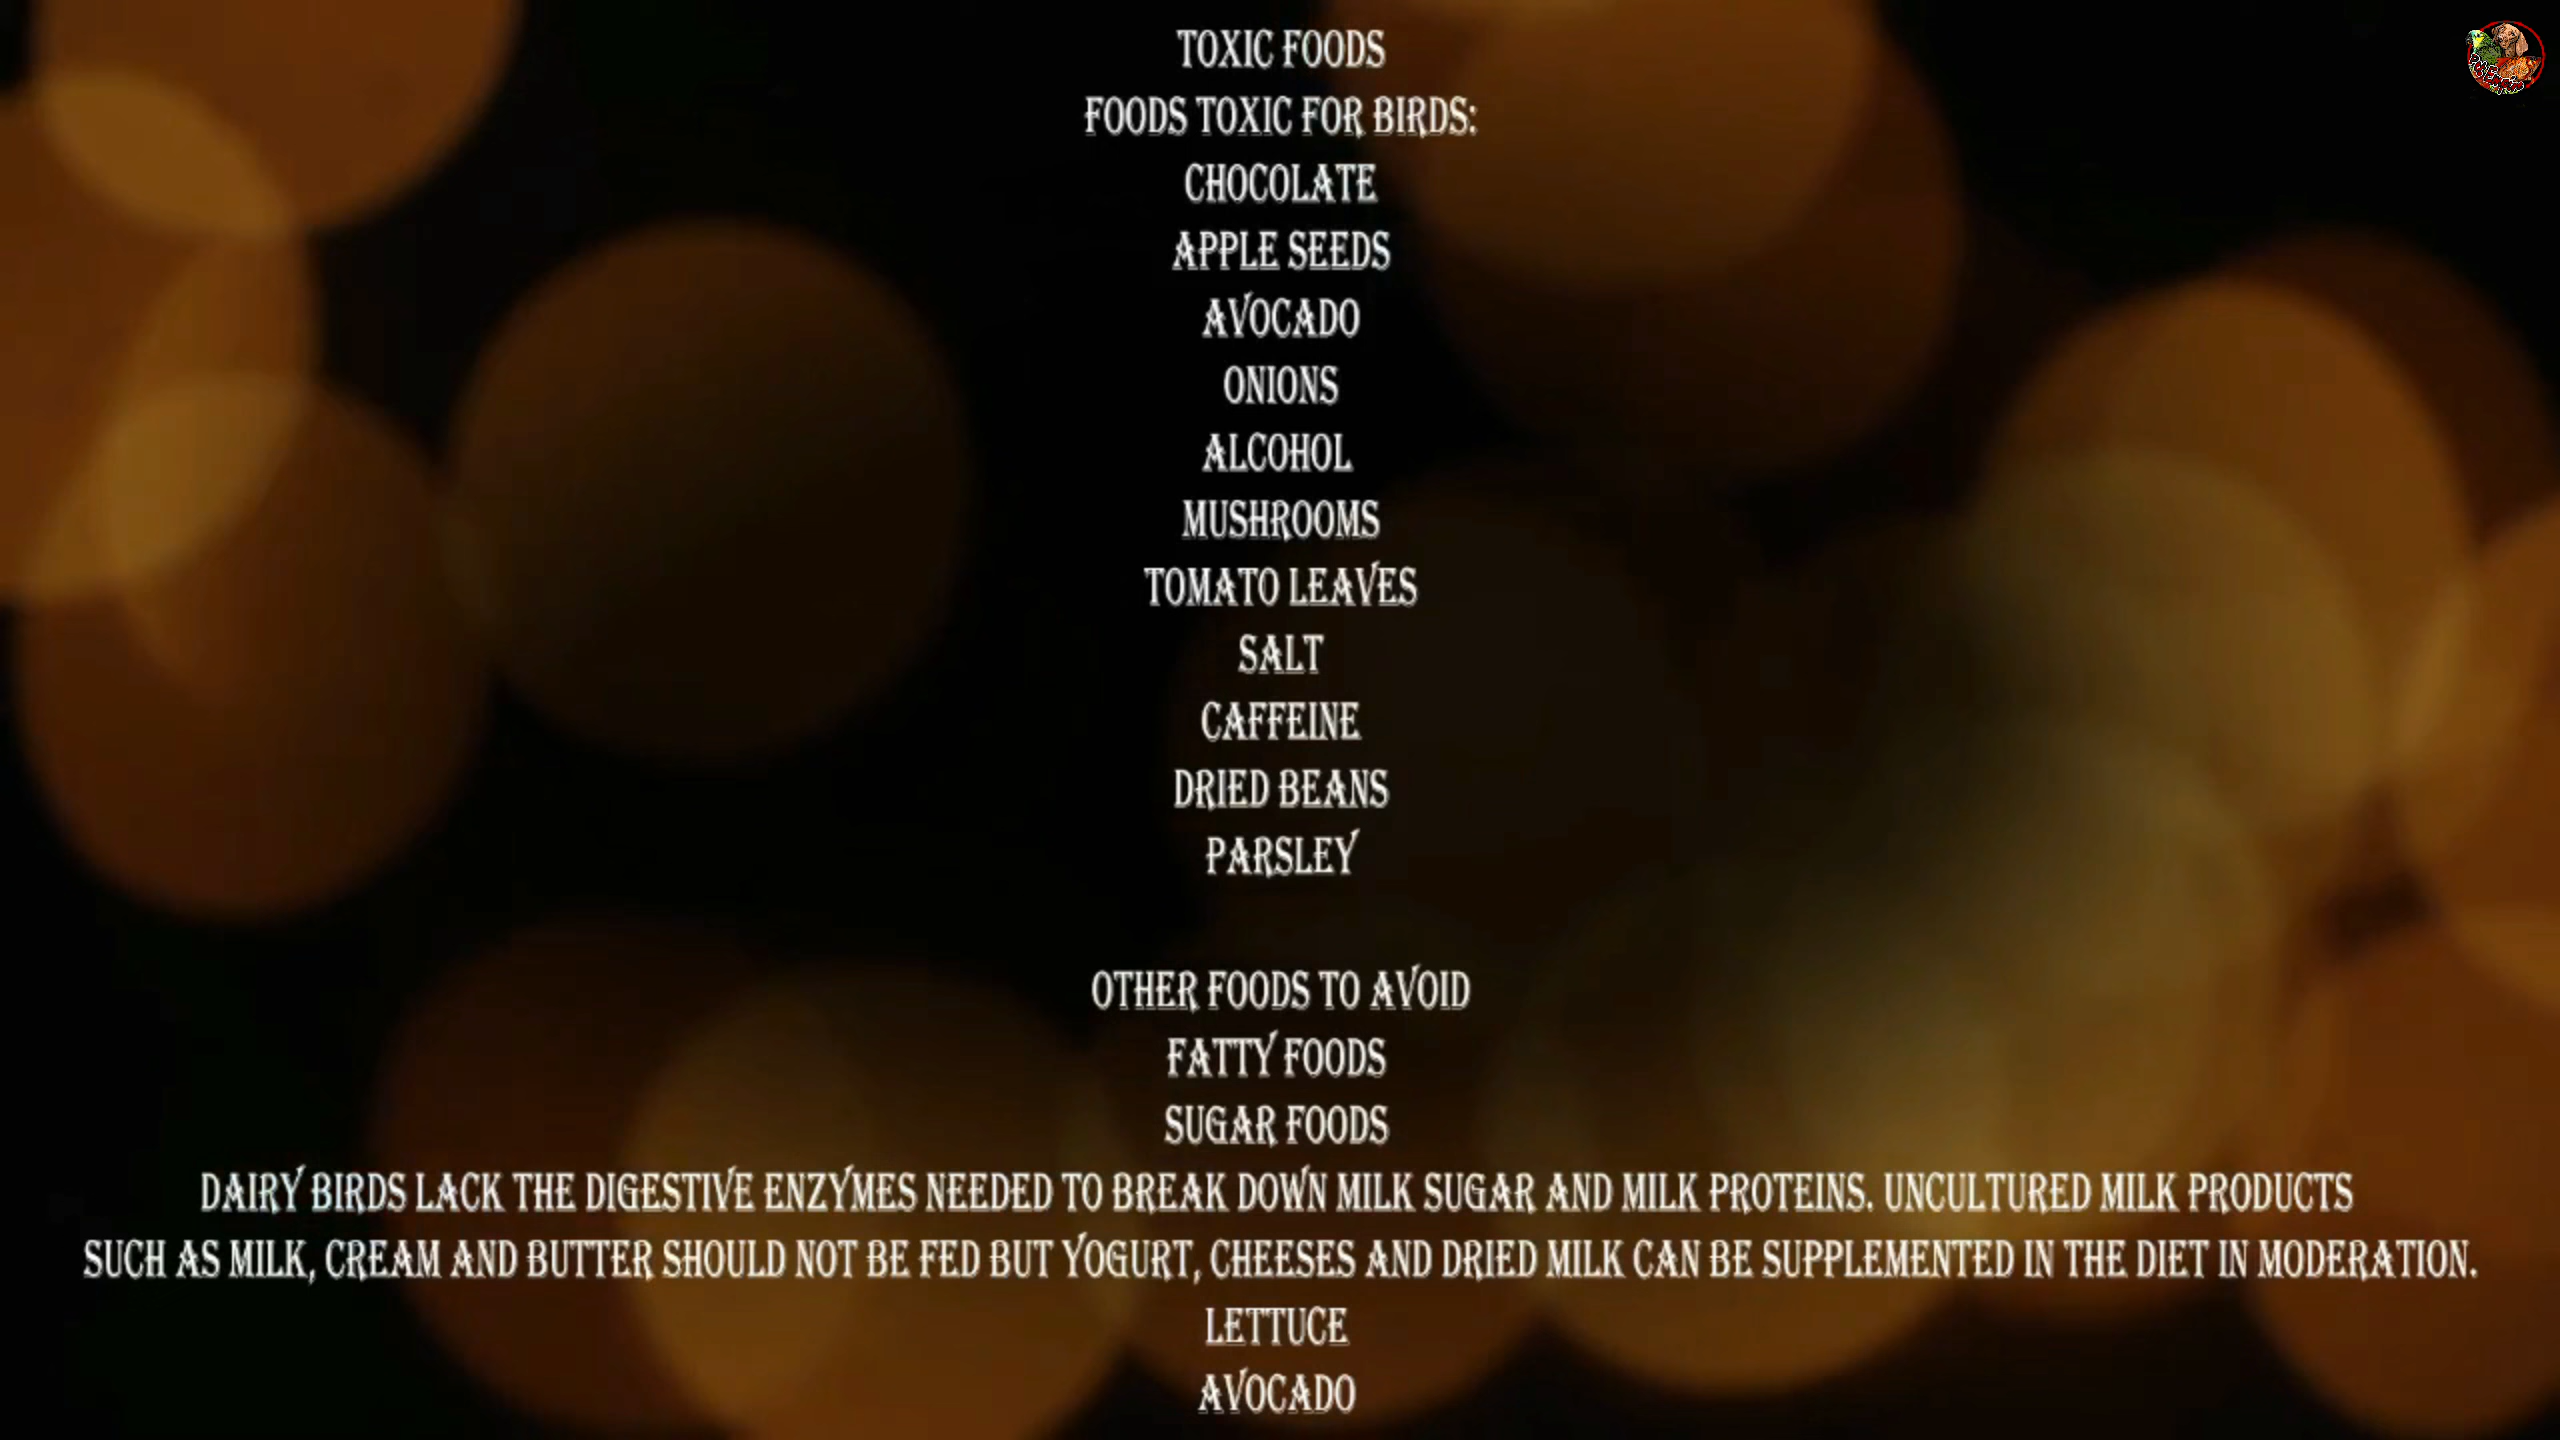 TOXIC FOODS
FOODS TOXIC FOR BIRDS:
CHOCOLATE
APPLE SEEDS
AVOCADO
ONIONS
ALCOHOL
MUSHROOMS
TOMATO LEAVES
SALT
CAFFEINE
DRIED BEANS
PARSLEY
OTHER FOODS TO AVOID
FATTY FOODS
SUGAR FOODS
DAIRY BIRDS LACK THE DIGESTIVE ENZYMES NEEDED TO BREAK DOWN MILK SUGAR AND MILK PROTEINS. UNCULTURED MILK PRODUCTS
SUCH AS MILK, CREAM AND BUTTER SHOULD NOT BE FED BUT YOGURT, CHEESES AND DRIED MILK CAN BE SUPPLEMENTED IN THE DIET IN MODERATION.
LETTUCE
AVOCADO